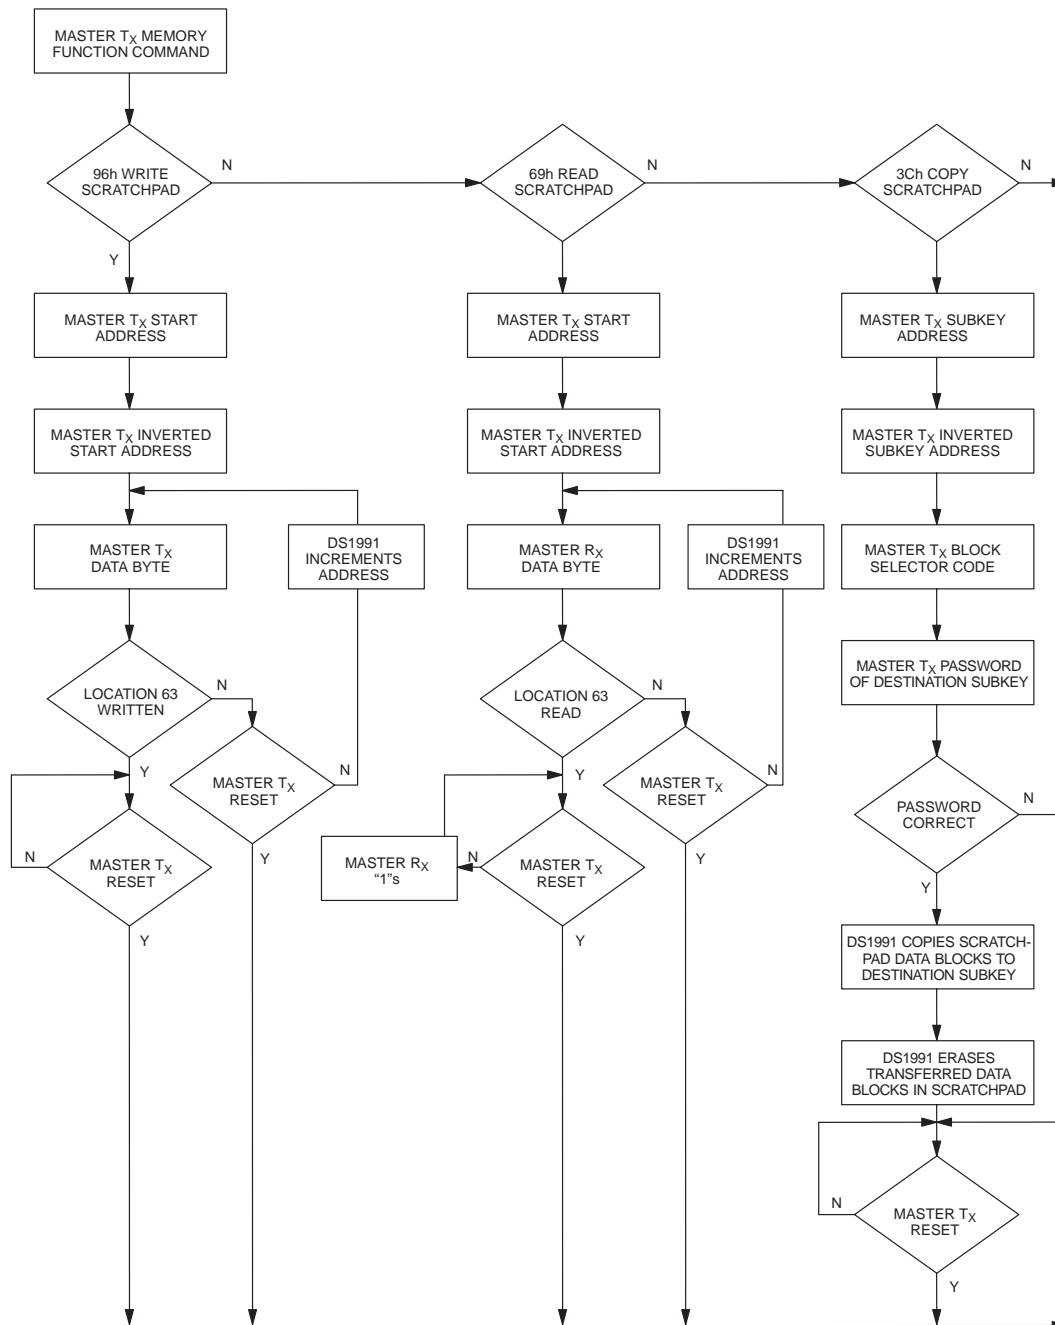 MASTER TX MEMORY
FUNCTION COMMAND
96h WRITE
SCRATCHPAD
N
Y
MASTER TX START
ADDRESS
MASTER TX INVERTED
START ADDRESS
MASTER TX
DATA BYTE
DS1991
INCREMENTS
ADDRESS
LOCATION 63
WRITTEN
N
Y
MASTER TX
RESET
N
Y
MASTER TX
RESET
N
Y
69h READ
SCRATCHPAD
N
MASTER TX START
ADDRESS
MASTER TX INVERTED
START ADDRESS
MASTER RX
DATA BYTE
DS1991
INCREMENTS
ADDRESS
LOCATION 63
READ
N
Y
MASTER TX
RESET
N
Y
MASTER RX
“1”s
N
MASTER TX
RESET
Y
3Ch COPY
SCRATCHPAD
N
MASTER TX SUBKEY
ADDRESS
MASTER TX INVERTED
SUBKEY ADDRESS
MASTER TX BLOCK
SELECTOR CODE
MASTER TX PASSWORD
OF DESTINATION SUBKEY
PASSWORD
CORRECT
N
Y
DS1991 COPIES SCRATCH-
PAD DATA BLOCKS TO
DESTINATION SUBKEY
DS1991 ERASES
TRANSFERRED DATA
BLOCKS IN SCRATCHPAD
N
MASTER TX
RESET
Y